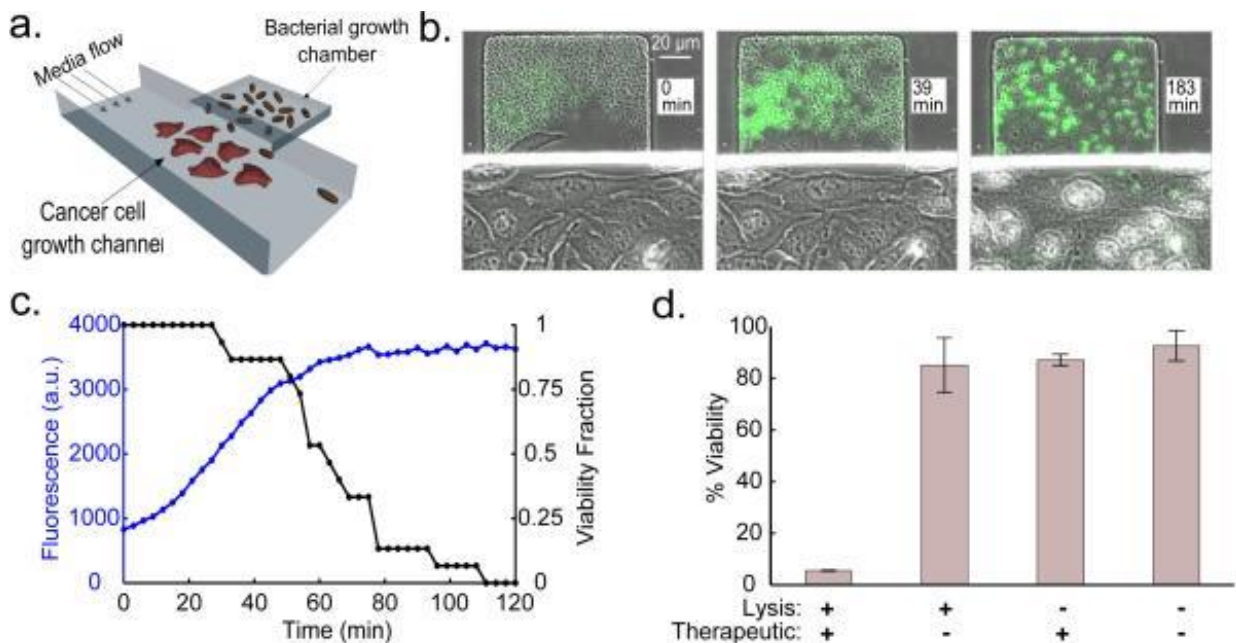 a.
Media flow
Bacterial growth
chamber
Cancer cell
growth channel
b.
20 µm
0
min
39
min
183
min
c.
4000
3000
2000
1000
0
Fluorescence (a.u.)
1
0.75
0.5
0.25
0
Viability Fraction
0 20 40 60 80 100 120
Time (min)
d.
100
80
60
40
20
0
% Viability
Lysis: + + - -
Therapeutic: + - + -